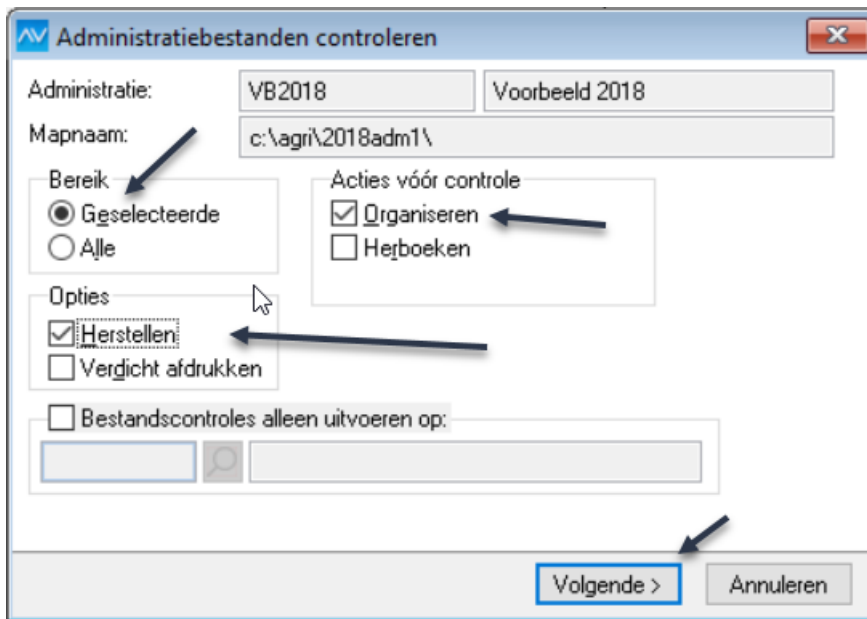 Administratiebestanden controleren
Administratie: VB2018 Voorbeeld 2018
Mapnaam: c:\agri\2018adm1\
Bereik
Geselecteerde
Alle
Acties vóór controle
Organiseren
Herboeken
Opties
Herstellen
Verdicht afdrukken
Bestandscontroles alleen uitvoeren op:
Volgende >
Annuleren